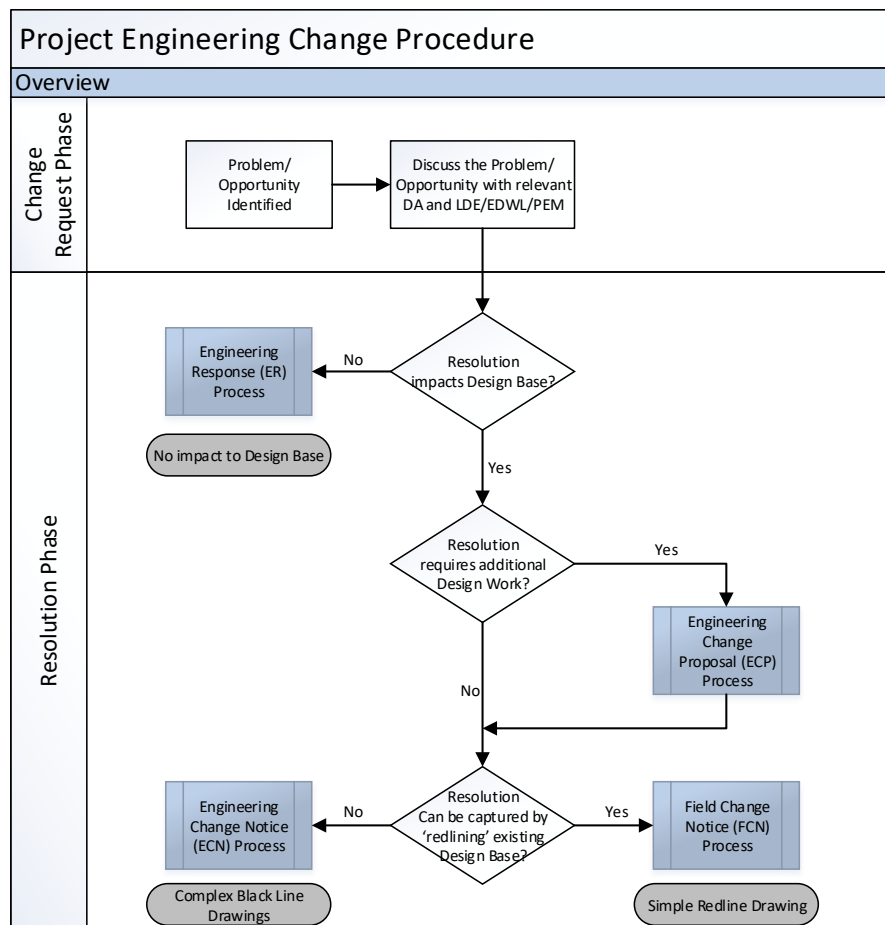 Project Engineering Change Procedure
Overview
Change
Request Phase
Problem/
Opportunity
Identified
Discuss the Problem/
Opportunity with relevant
DA and LDE/EDWL/PEM
Resolution Phase
Resolution
impacts Design Base?
No
Engineering
Response (ER)
Process
No impact to Design Base
Yes
Resolution
requires additional
Design Work?
Yes
Engineering
Change
Proposal (ECP)
Process
No
Resolution
Can be captured by
‘redlining’ existing
Design Base?
No
Engineering
Change Notice
(ECN) Process
Complex Black Line
Drawings
Yes
Field Change
Notice (FCN)
Process
Simple Redline Drawing